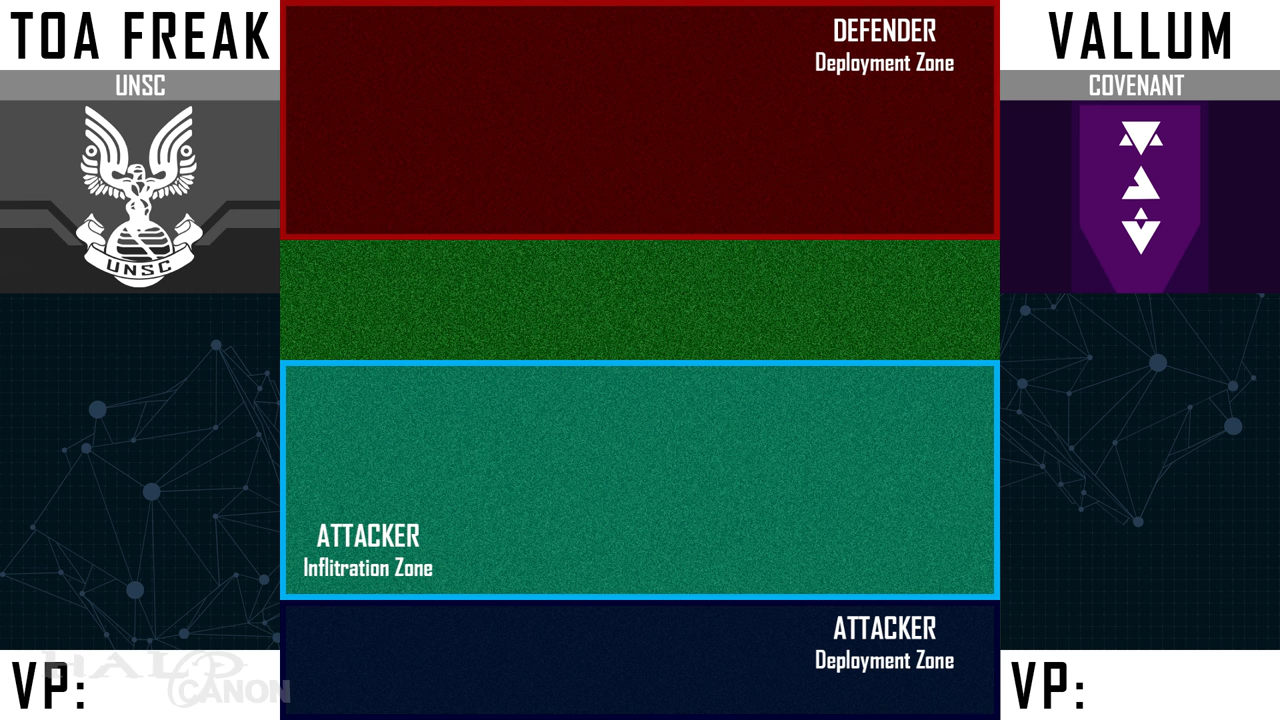 TOA FREAK
UNSC
UNSC
VP:
HALO
CANON
DEFENDER
Deployment Zone
ATTACKER
Inflitration Zone
ATTACKER
Deployment Zone
VALLUM
COVENANT
VP: